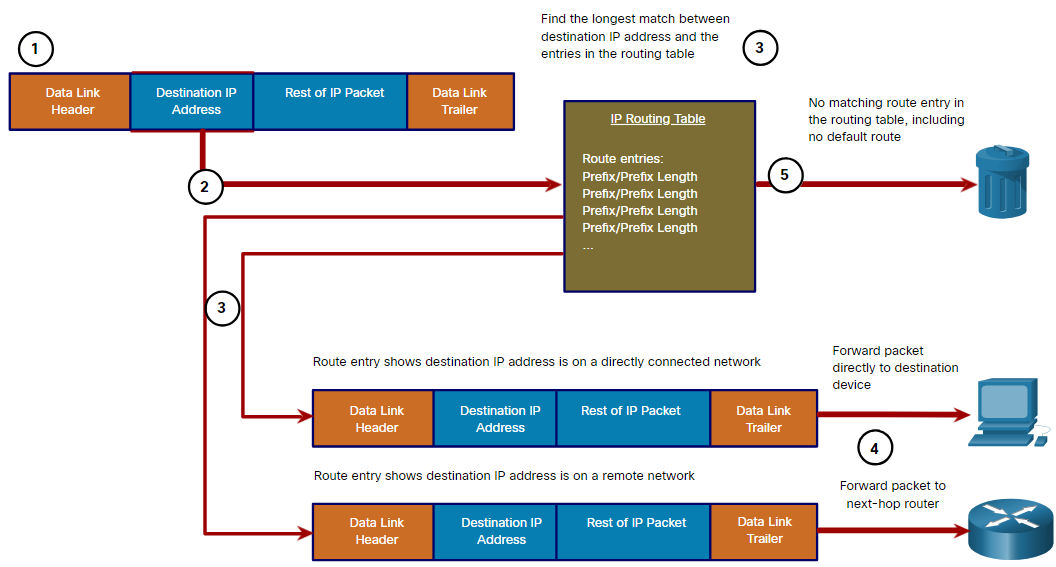 Find the longest match between
destination IP address and the
entries in the routing table
3
1
Data Link
Header
Destination IP
Address
Rest of IP Packet
Data Link
Trailer
IP Routing Table
Route entries:
Prefix/Prefix Length
Prefix/Prefix Length
Prefix/Prefix Length
Prefix/Prefix Length
...
No matching route entry in
the routing table, including
no default route
2
5
3
Route entry shows destination IP address is on a directly connected network
Data Link
Header
Destination IP
Address
Rest of IP Packet
Data Link
Trailer
Forward packet
directly to destination
device
4
Route entry shows destination IP address is on a remote network
Data Link
Header
Destination IP
Address
Rest of IP Packet
Data Link
Trailer
Forward packet to
next-hop router